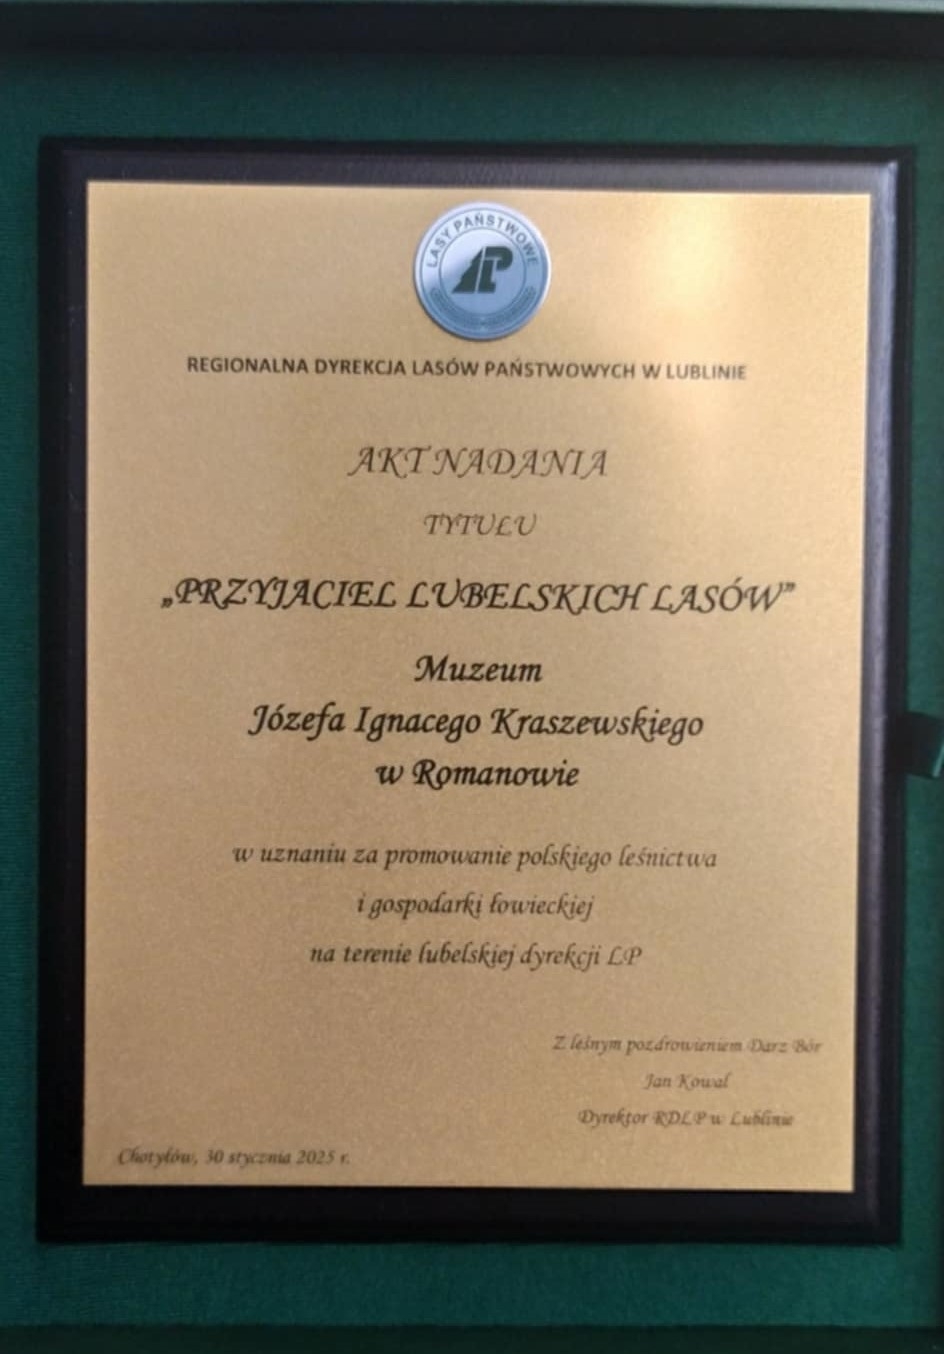 LASY PAŃSTWOWE
LP
REGIONALNA DYREKCJA LASÓW PAŃSTWOWYCH W LUBLINIE
AKT NADANIA
TYTUŁU
„PRZYJACIEL LUBELSKICH LASÓW”
Muzeum
Józefa Ignacego Kraszewskiego
w Romanowie
w uznaniu za promowanie polskiego leśnictwa
i gospodarki łowieckiej
na terenie lubelskiej dyrekcji LP
Z leśnym pozdrowieniem Darz Bór
Jan Kowal
Dyrektor RDLP w Lublinie
Chotyłów, 30 stycznia 2025 r.